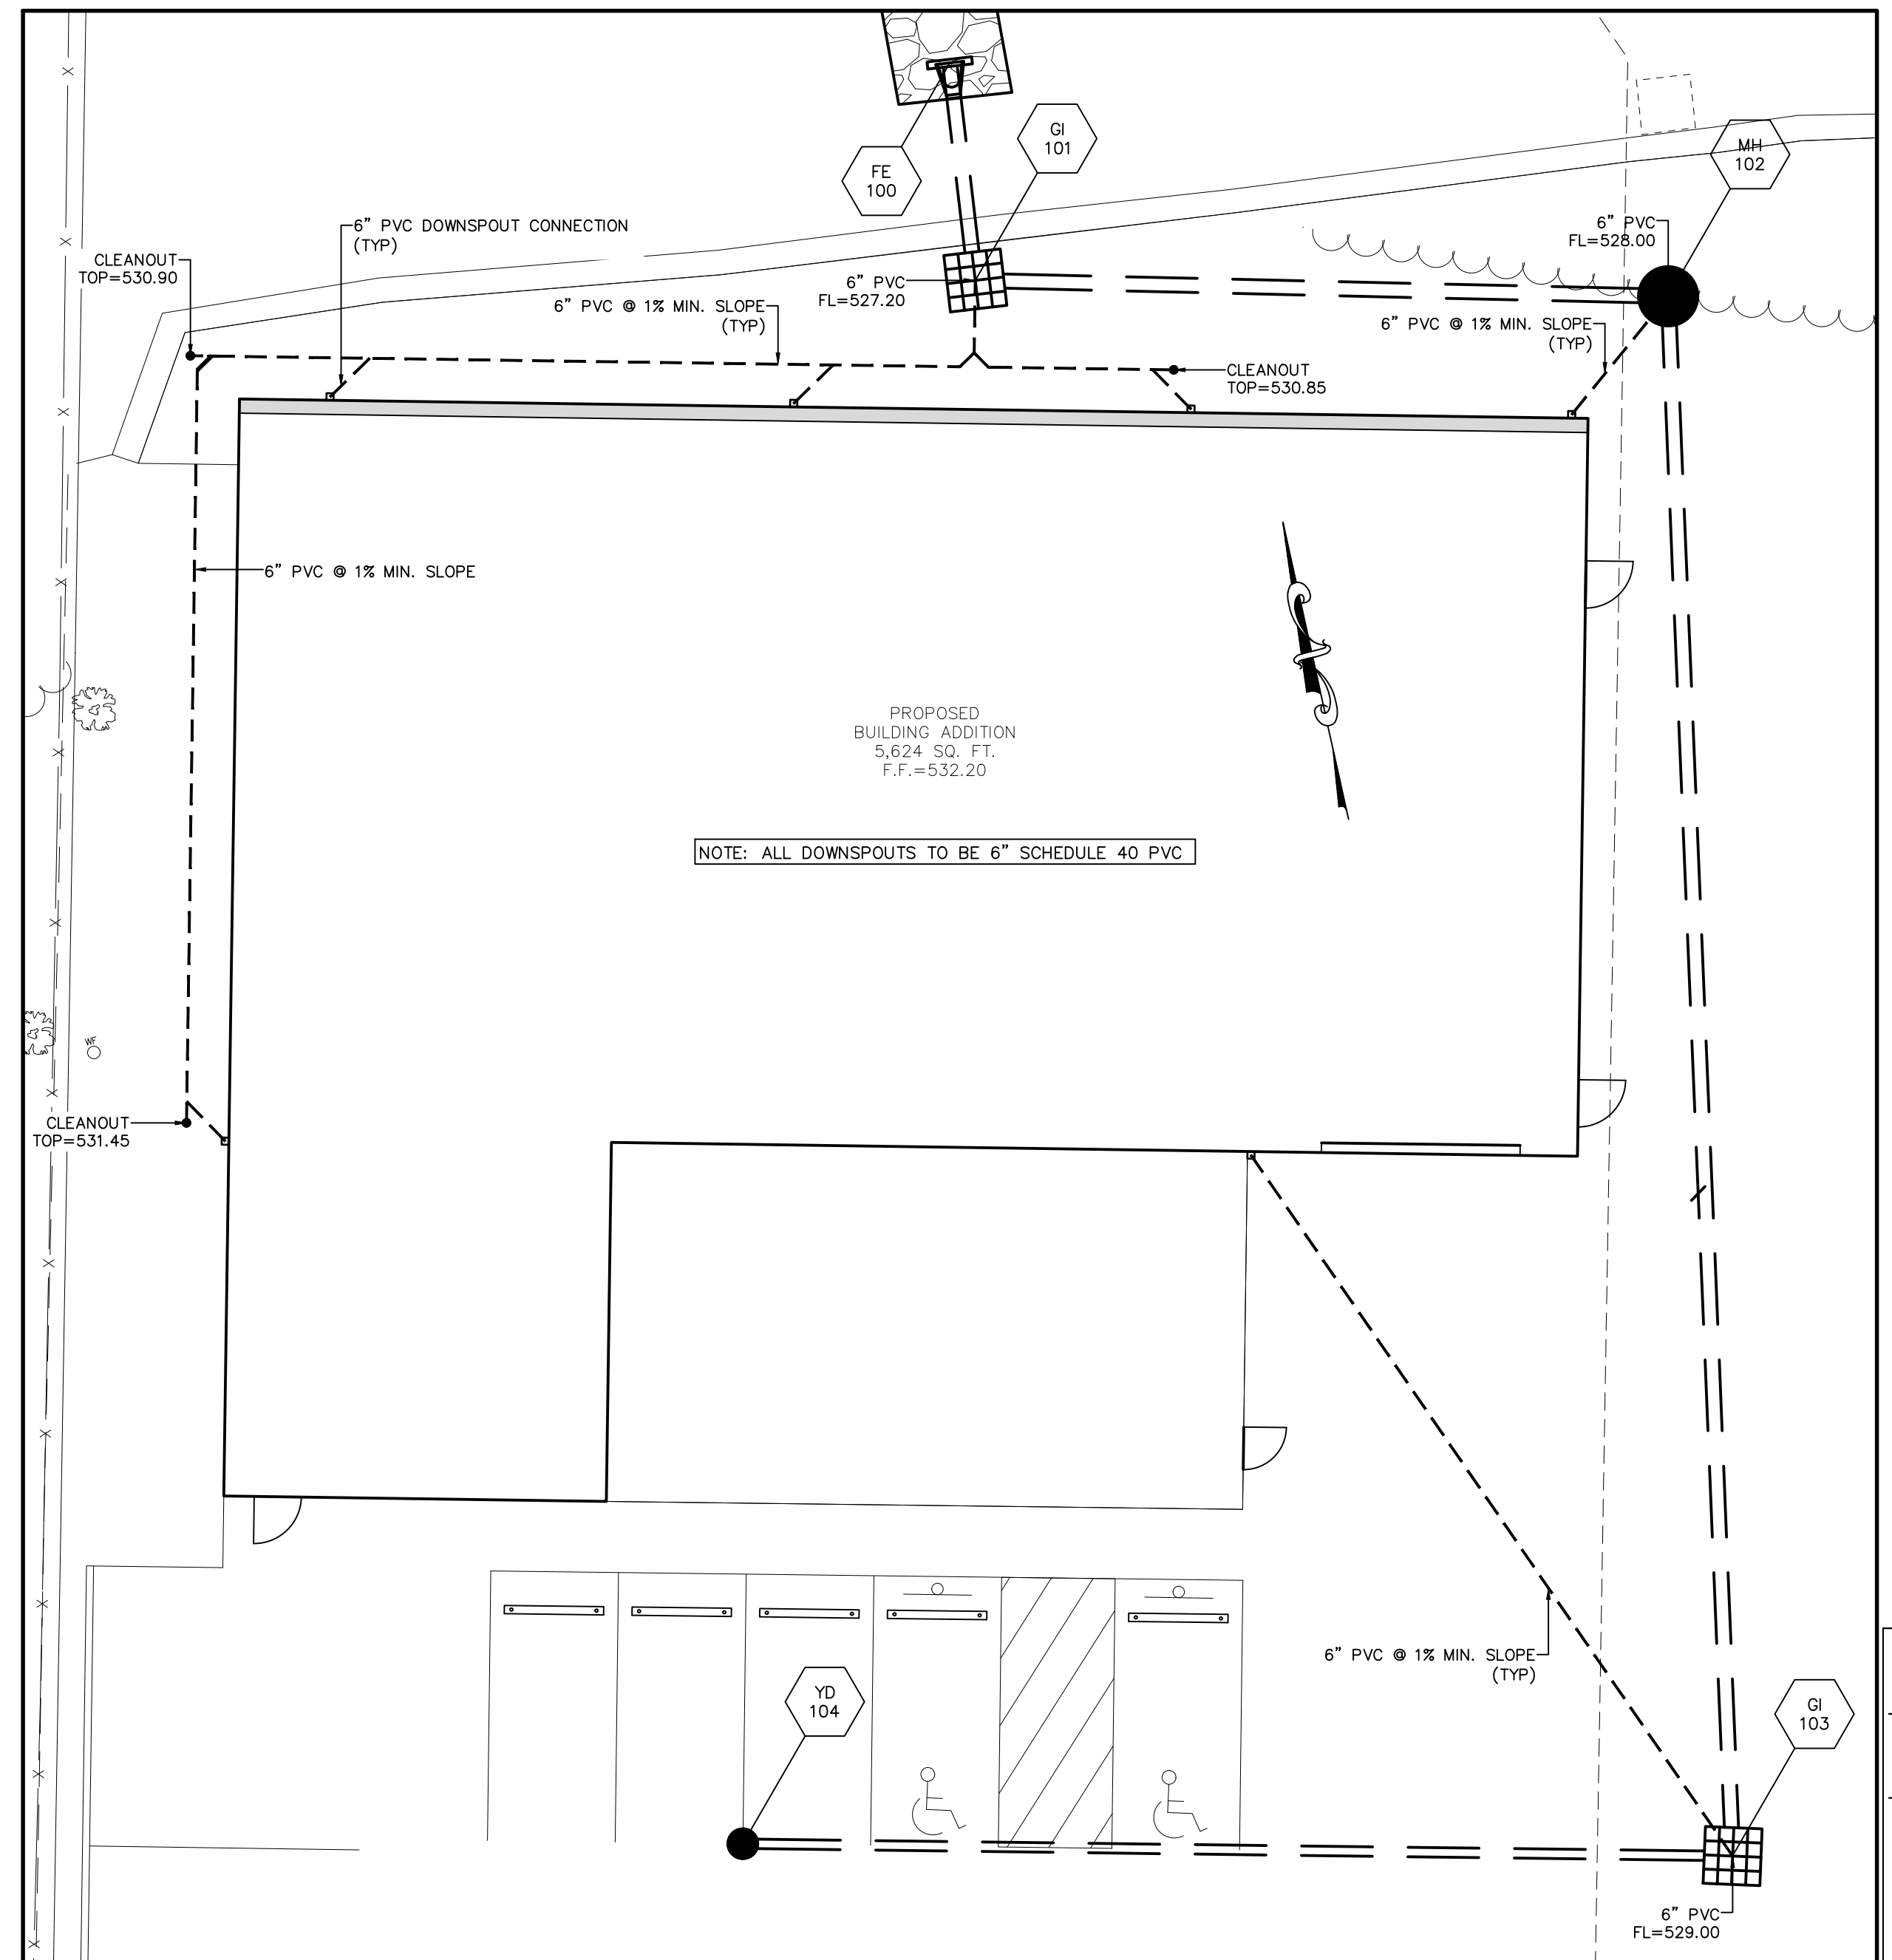 FE
100
GI
101
MH
102
6" PVC DOWNSPOUT CONNECTION
(TYP)
CLEANOUT
TOP=530.90
6" PVC
FL=528.00
6" PVC
FL=527.20
6" PVC @ 1% MIN. SLOPE
(TYP)
6" PVC @ 1% MIN. SLOPE
(TYP)
CLEANOUT
TOP=530.85
6" PVC @ 1% MIN. SLOPE
PROPOSED
BUILDING ADDITION
5,624 SQ. FT.
F.F.=532.20
NOTE: ALL DOWNSPOUTS TO BE 6" SCHEDULE 40 PVC
WF
CLEANOUT
TOP=531.45
6" PVC @ 1% MIN. SLOPE
(TYP)
YD
104
GI
103
6" PVC
FL=529.00